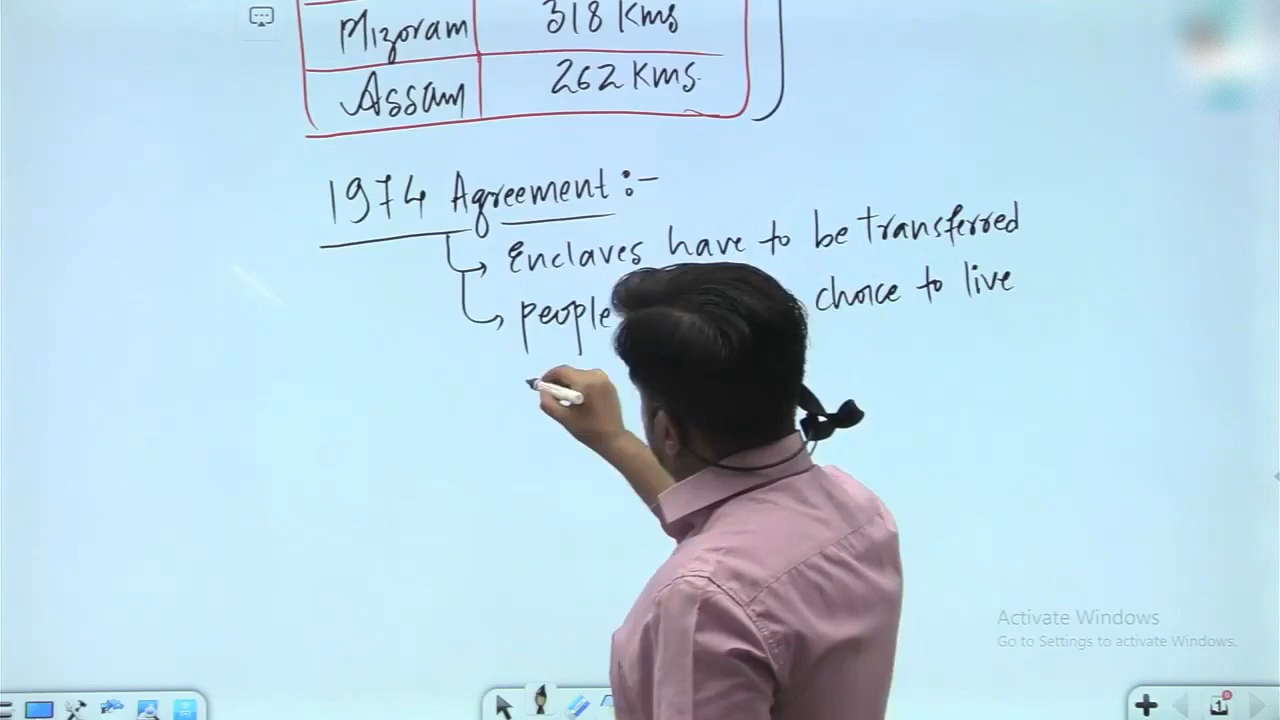 Mizoram 318 Kms
Assam 262 Kms.
1974 Agreement :-
Enclaves have to be transferred
people choice to live
Activate Windows
Go to Settings to activate Windows.
1